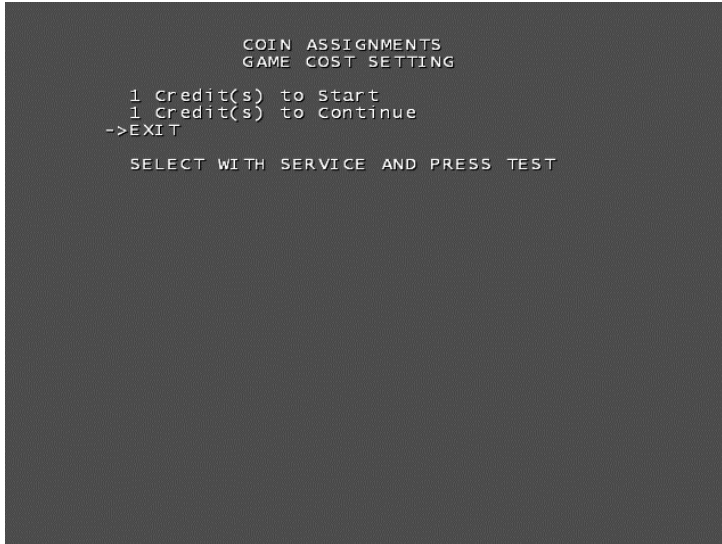 COIN ASSIGNMENTS
GAME COST SETTING
1 Credit(s) to Start
1 Credit(s) to Continue
->EXIT
SELECT WITH SERVICE AND PRESS TEST